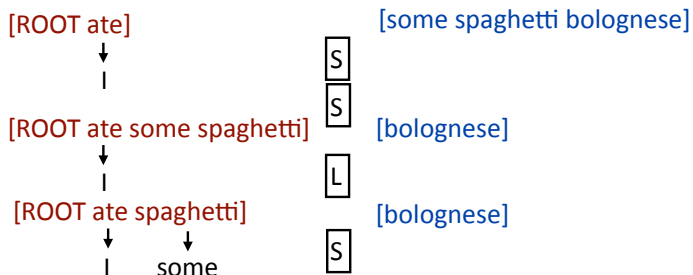 [ROOT ate] [some spaghetti bolognese]
S
I
S
[ROOT ate some spaghetti] [bolognese]
I L
[ROOT ate spaghetti] [bolognese]
S
I some